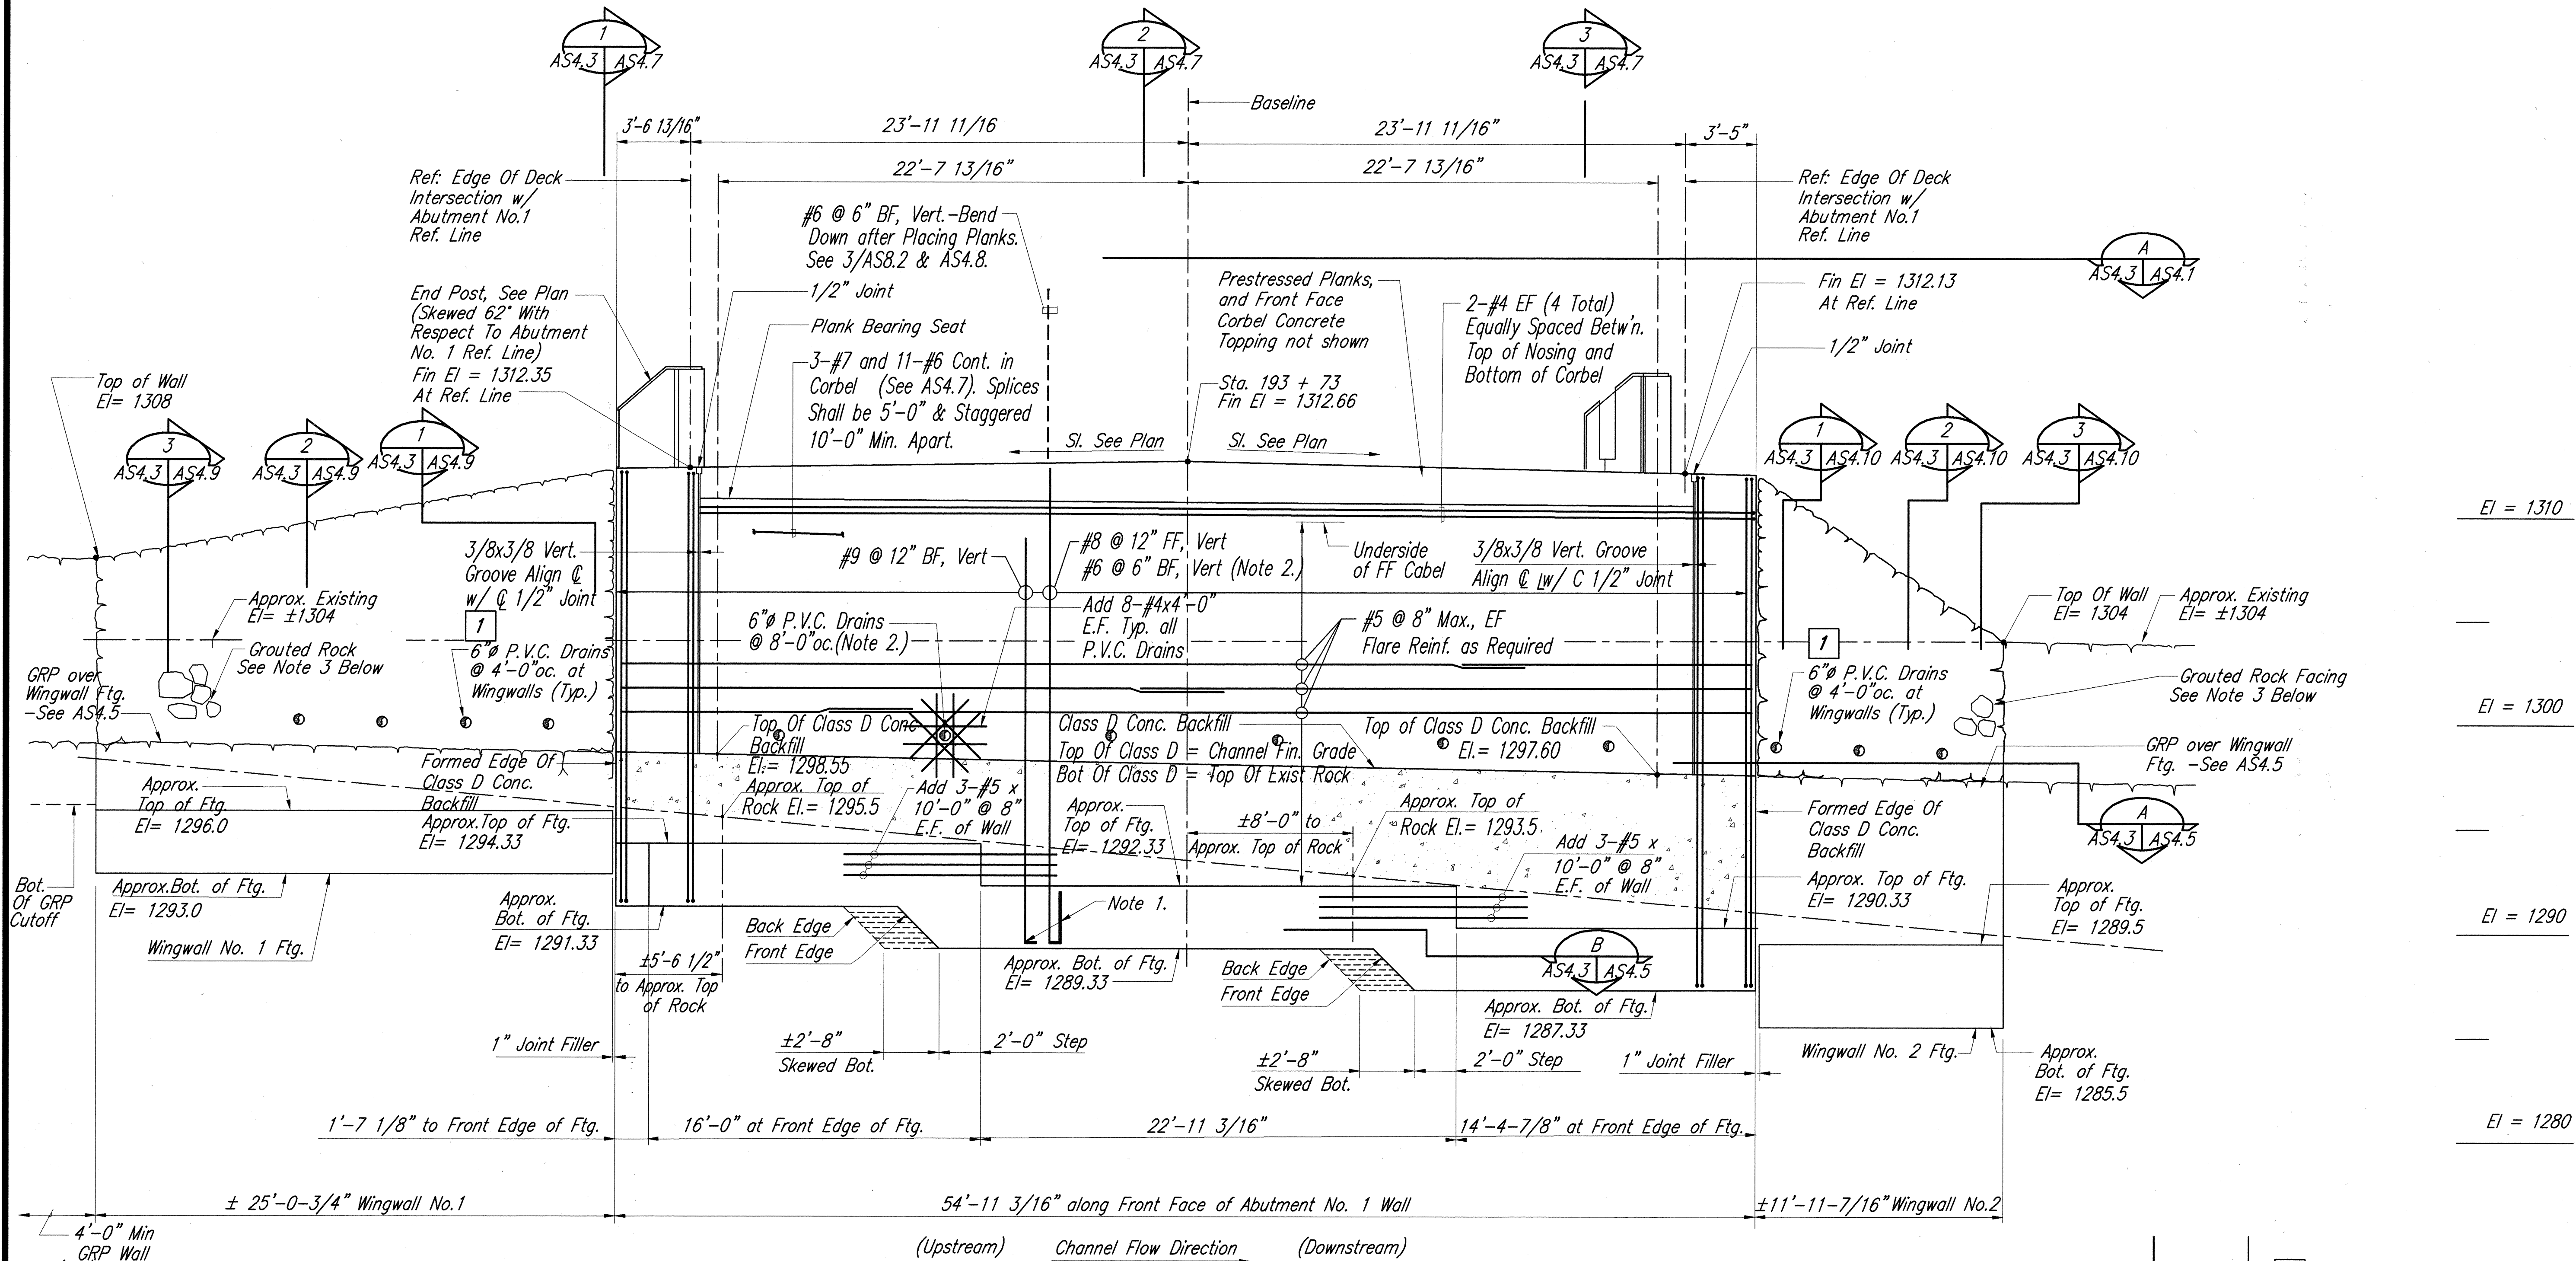 1
AS4.3 AS4.7
2
AS4.3 AS4.7
3
AS4.3 AS4.7
Baseline
3'-6 13/16"
23'-11 11/16
23'-11 11/16"
3'-5"
22'-7 13/16"
22'-7 13/16"
Ref: Edge Of Deck
Intersection w/
Abutment No.1
Ref. Line
#6 @ 6" BF, Vert.-Bend
Down after Placing Planks.
See 3/AS8.2 & AS4.8.
Ref: Edge Of Deck
Intersection w/
Abutment No.1
Ref. Line
A
AS4.3 AS4.1
End Post, See Plan
(Skewed 62° With
Respect To Abutment
No. 1 Ref. Line)
Fin El = 1312.35
At Ref. Line
1/2" Joint
Plank Bearing Seat
3-#7 and 11-#6 Cont. in
Corbel (See AS4.7). Splices
Shall be 5'-0" & Staggered
10'-0" Min. Apart.
Prestressed Planks,
and Front Face
Corbel Concrete
Topping not shown
Sta. 193 + 73
Fin El = 1312.66
2-#4 EF (4 Total)
Equally Spaced Betw'n.
Top of Nosing and
Bottom of Corbel
Fin El = 1312.13
At Ref. Line
1/2" Joint
Top of Wall
El= 1308
3
AS4.3 AS4.9
2
AS4.3 AS4.9
1
AS4.3 AS4.9
Sl. See Plan
Sl. See Plan
1
AS4.3 AS4.10
2
AS4.3 AS4.10
3
AS4.3 AS4.10
El = 1310
3/8x3/8 Vert.
Groove Align ℄
w/ ℄ 1/2" Joint
#9 @ 12" BF, Vert
#8 @ 12" FF, Vert
#6 @ 6" BF, Vert (Note 2.)
Underside
of FF Cabel
3/8x3/8 Vert. Groove
Align ℄ w/ C 1/2" Joint
Approx. Existing
El= ±1304
1
Grouted Rock
See Note 3 Below
6"ø P.V.C. Drains
@ 4'-0"oc. at
Wingwalls (Typ.)
6"ø P.V.C. Drains
@ 8'-0"oc.(Note 2.)
Add 8-#4x4'-0"
E.F. Typ. all
P.V.C. Drains
#5 @ 8" Max., EF
Flare Reinf. as Required
Top Of Wall
El= 1304
Approx. Existing
El= ±1304
1
6"ø P.V.C. Drains
@ 4'-0"oc. at
Wingwalls (Typ.)
Grouted Rock Facing
See Note 3 Below
El = 1300
GRP over
Wingwall Ftg.
-See AS4.5
Top Of Class D Conc
Backfill
El.= 1298.55
Class D Conc. Backfill
Top Of Class D = Channel Fin. Grade
Bot Of Class D = Top Of Exist Rock
Top of Class D Conc. Backfill
El.= 1297.60
GRP over Wingwall
Ftg. -See AS4.5
Formed Edge Of
Class D Conc.
Backfill
Approx.
Top of Ftg.
El= 1296.0
Approx.Top of Ftg.
El= 1294.33
Approx. Top of
Rock El.= 1295.5
Add 3-#5 x
10'-0" @ 8"
E.F. of Wall
Approx.
Top of Ftg.
El= 1292.33
±8'-0" to
Approx. Top of Rock
Approx. Top of
Rock El.= 1293.5
Add 3-#5 x
10'-0" @ 8"
E.F. of Wall
Formed Edge Of
Class D Conc.
Backfill
A
AS4.3 AS4.5
Bot.
Of GRP
Cutoff
Approx.Bot. of Ftg.
El= 1293.0
Wingwall No. 1 Ftg.
Approx.
Bot. of Ftg.
El= 1291.33
Back Edge
Front Edge
Note 1.
Approx. Top of Ftg.
El= 1290.33
Approx.
Top of Ftg.
El= 1289.5
El = 1290
±5'-6 1/2"
to Approx. Top
of Rock
Approx. Bot. of Ftg.
El= 1289.33
Back Edge
Front Edge
B
AS4.3 AS4.5
Approx. Bot. of Ftg.
El= 1287.33
1" Joint Filler
±2'-8"
Skewed Bot.
2'-0" Step
±2'-8"
Skewed Bot.
2'-0" Step
1" Joint Filler
Wingwall No. 2 Ftg.
Approx.
Bot. of Ftg.
El= 1285.5
1'-7 1/8" to Front Edge of Ftg.
16'-0" at Front Edge of Ftg.
22'-11 3/16"
14'-4-7/8" at Front Edge of Ftg.
El = 1280
± 25'-0-3/4" Wingwall No.1
54'-11 3/16" along Front Face of Abutment No. 1 Wall
±11'-11-7/16" Wingwall No.2
4'-0" Min
GRP Wall
(Upstream) Channel Flow Direction (Downstream)